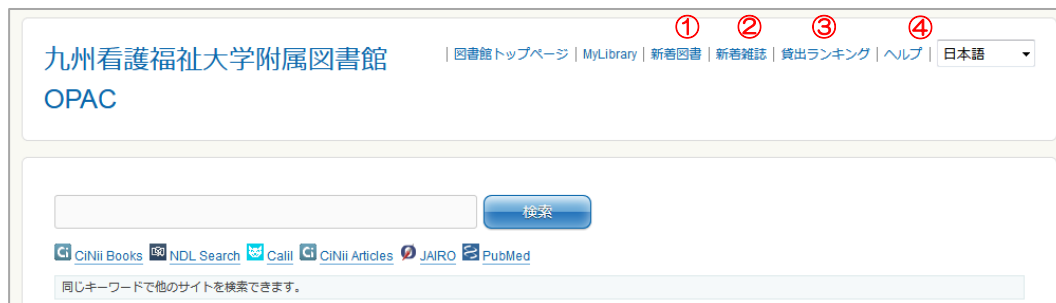 ① ② ③ ④
九州看護福祉大学附属図書館
OPAC
| 図書館トップページ | MyLibrary | 新着図書 | 新着雑誌 | 貸出ランキング | ヘルプ | 日本語
検索
CiNii Books NDL Search Calil CiNii Articles JAIRO PubMed
同じキーワードで他のサイトを検索できます。